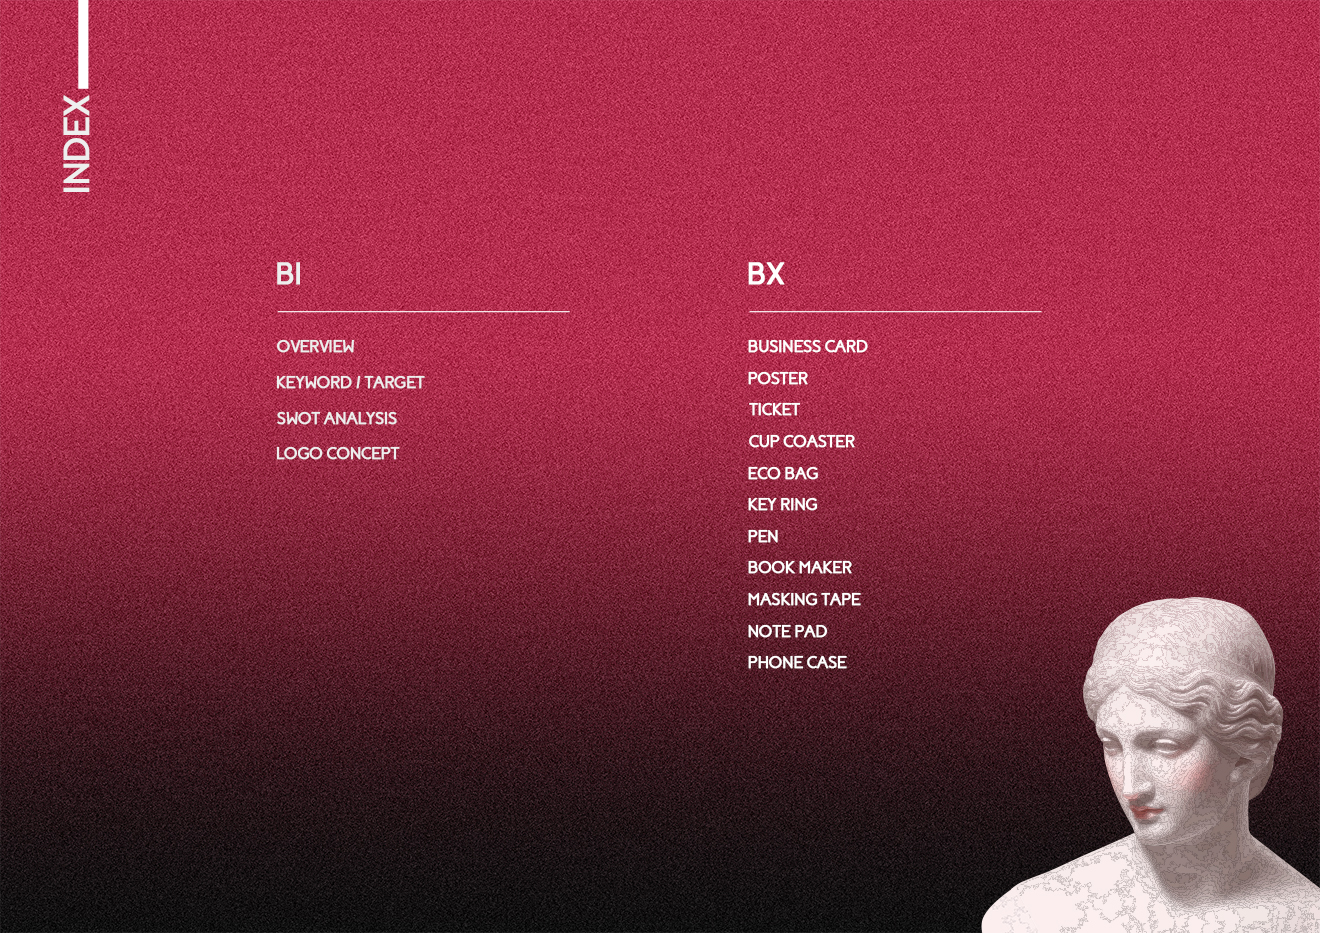 INDEX
BI
OVERVIEW
KEYWORD / TARGET
SWOT ANALYSIS
LOGO CONCEPT
BX
BUSINESS CARD
POSTER
TICKET
CUP COASTER
ECO BAG
KEY RING
PEN
BOOK MAKER
MASKING TAPE
NOTE PAD
PHONE CASE